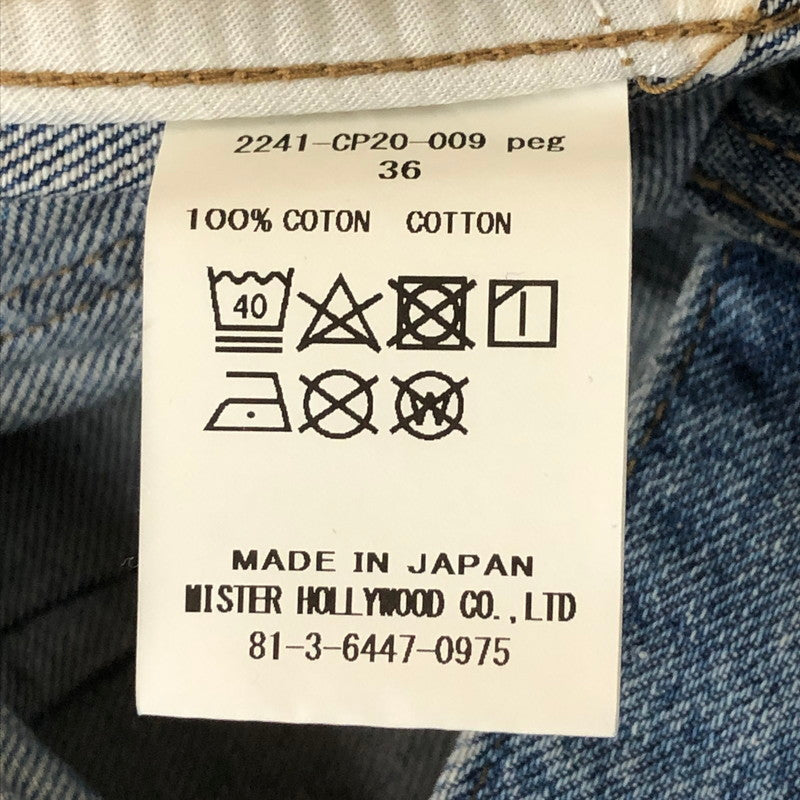 2241-CP20-009 peg
36
100% COTON COTTON
40
W
MADE IN JAPAN
MISTER HOLLYWOOD CO.,LTD
81-3-6447-0975